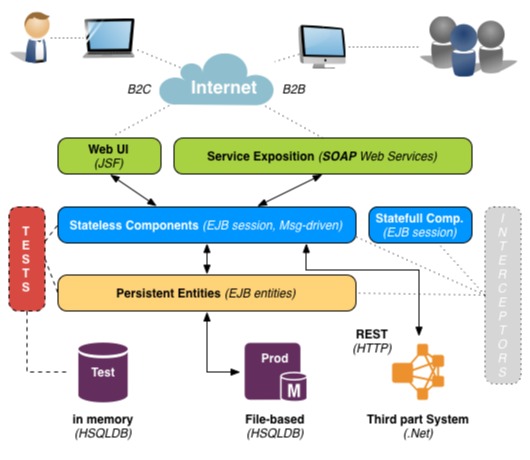 B2C
Internet
B2B
Web UI
(JSF)
Service Exposition (SOAP Web Services)
TESTS
Stateless Components (EJB session, Msg-driven)
Statefull Comp.
(EJB session)
INTERCEPTORS
Persistent Entities (EJB entities)
REST
(HTTP)
Test
Prod
M
in memory
(HSQLDB)
File-based
(HSQLDB)
Third part System
(.Net)